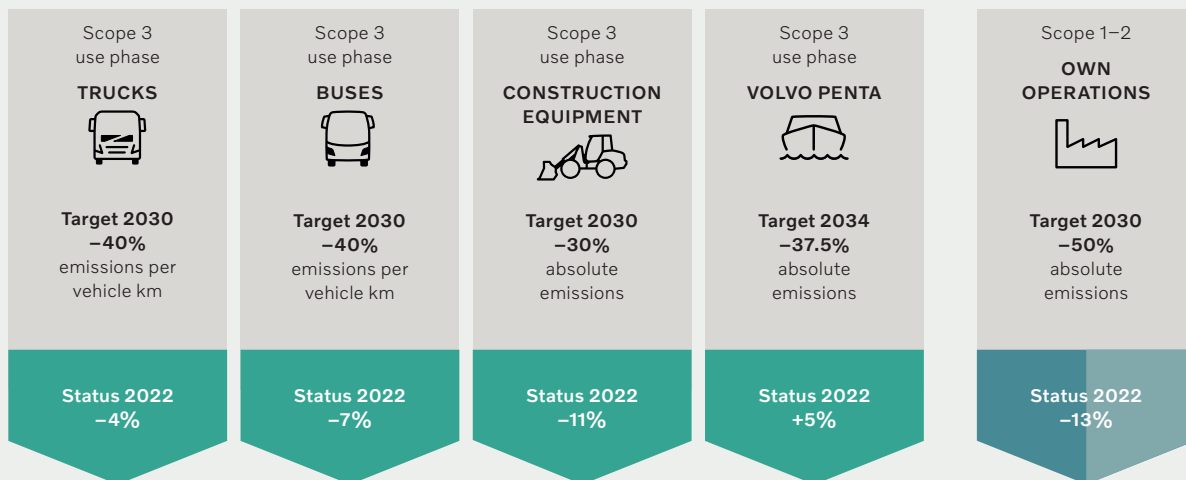 Scope 3
use phase
TRUCKS
Target 2030
–40%
emissions per
vehicle km
Status 2022
–4%
Scope 3
use phase
BUSES
Target 2030
–40%
emissions per
vehicle km
Status 2022
–7%
Scope 3
use phase
CONSTRUCTION
EQUIPMENT
Target 2030
–30%
absolute
emissions
Status 2022
–11%
Scope 3
use phase
VOLVO PENTA
Target 2034
–37.5%
absolute
emissions
Status 2022
+5%
Scope 1–2
OWN
OPERATIONS
Target 2030
–50%
absolute
emissions
Status 2022
–13%